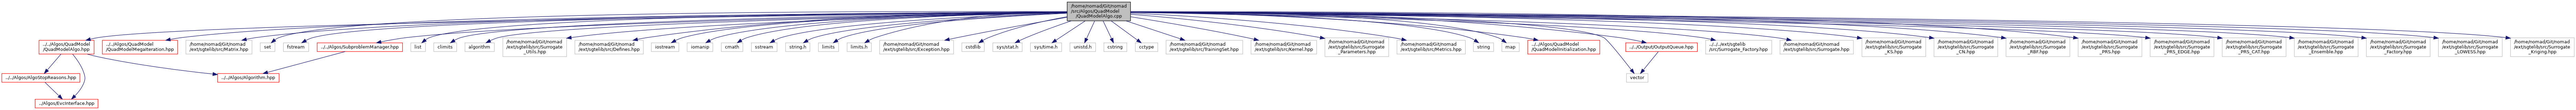 /home/nomad/Git/nomad
/src/Algos/QuadModel
/QuadModelAlgo.cpp
../../Algos/QuadModel
/QuadModelAlgo.hpp
../../Algos/QuadModel
/QuadModelMegaIteration.hpp
/home/nomad/Git/nomad
/ext/sgtelib/src/Matrix.hpp
set
fstream
../../Algos/SubproblemManager.hpp
list
climits
algorithm
/home/nomad/Git/nomad
/ext/sgtelib/src/Surrogate
_Utils.hpp
/home/nomad/Git/nomad
/ext/sgtelib/src/Defines.hpp
iostream
iomanip
cmath
sstream
string.h
limits
limits.h
/home/nomad/Git/nomad
/ext/sgtelib/src/Exception.hpp
cstdlib
sys/stat.h
sys/time.h
unistd.h
cstring
cctype
/home/nomad/Git/nomad
/ext/sgtelib/src/TrainingSet.hpp
/home/nomad/Git/nomad
/ext/sgtelib/src/Kernel.hpp
/home/nomad/Git/nomad
/ext/sgtelib/src/Surrogate
_Parameters.hpp
/home/nomad/Git/nomad
/ext/sgtelib/src/Metrics.hpp
string
map
../../Algos/QuadModel
/QuadModelInitialization.hpp
../../Output/OutputQueue.hpp
../../../ext/sgtelib
/src/Surrogate_Factory.hpp
/home/nomad/Git/nomad
/ext/sgtelib/src/Surrogate.hpp
/home/nomad/Git/nomad
/ext/sgtelib/src/Surrogate
_KS.hpp
/home/nomad/Git/nomad
/ext/sgtelib/src/Surrogate
_CN.hpp
/home/nomad/Git/nomad
/ext/sgtelib/src/Surrogate
_RBF.hpp
/home/nomad/Git/nomad
/ext/sgtelib/src/Surrogate
_PRS.hpp
/home/nomad/Git/nomad
/ext/sgtelib/src/Surrogate
_PRS_EDGE.hpp
/home/nomad/Git/nomad
/ext/sgtelib/src/Surrogate
_PRS_CAT.hpp
/home/nomad/Git/nomad
/ext/sgtelib/src/Surrogate
_Ensemble.hpp
/home/nomad/Git/nomad
/ext/sgtelib/src/Surrogate
_Factory.hpp
/home/nomad/Git/nomad
/ext/sgtelib/src/Surrogate
_LOWESS.hpp
/home/nomad/Git/nomad
/ext/sgtelib/src/Surrogate
_Kriging.hpp
../../Algos/AlgoStopReasons.hpp
../../Algos/Algorithm.hpp
vector
../Algos/EvcInterface.hpp